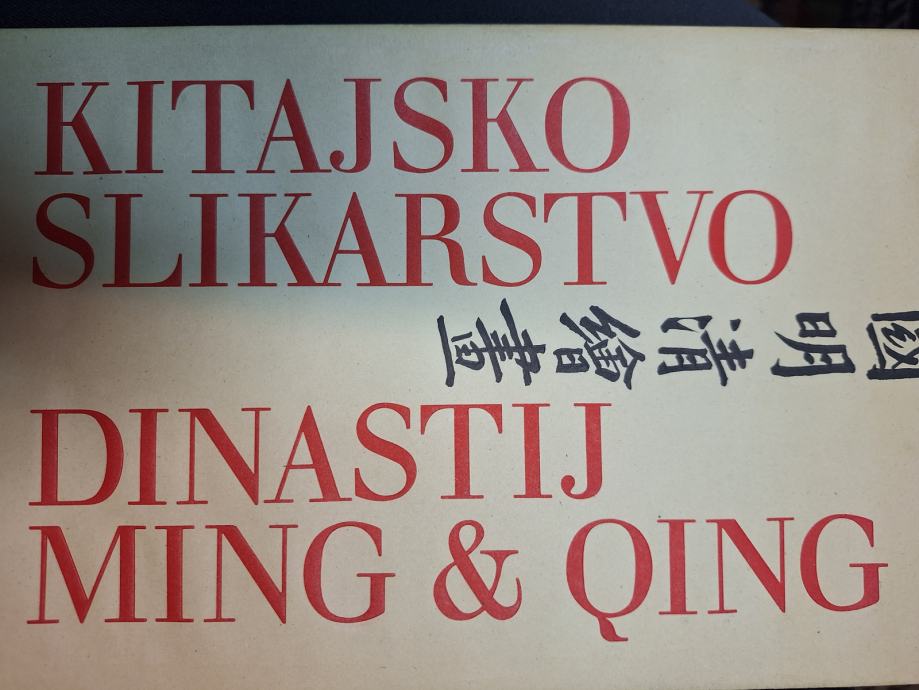 KITAJSKO
SLIKARSTVO
國明清繪畫
DINASTIJ
MING & QING